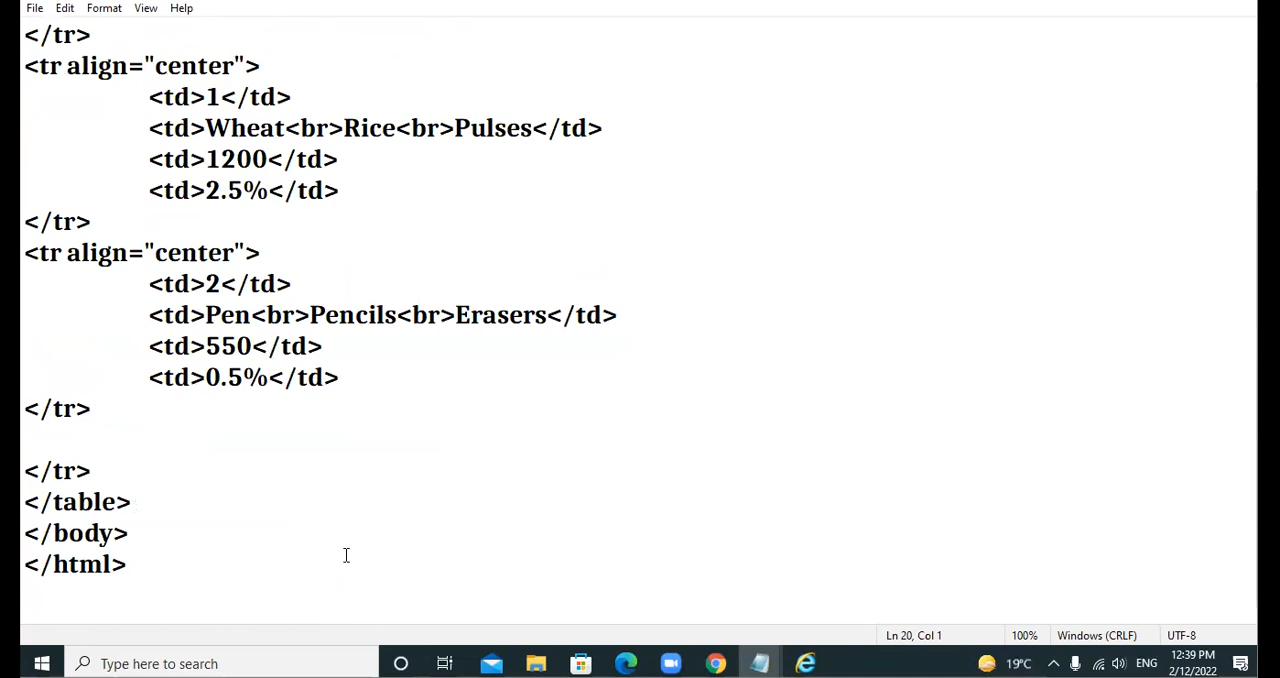 File Edit Format View Help
</tr>
<tr align="center">
<td>1</td>
<td>Wheat<br>Rice<br>Pulses</td>
<td>1200</td>
<td>2.5%</td>
</tr>
<tr align="center">
<td>2</td>
<td>Pen<br>Pencils<br>Erasers</td>
<td>550</td>
<td>0.5%</td>
</tr>
</tr>
</table>
</body>
</html>
Ln 20, Col 1 100% Windows (CRLF) UTF-8
Type here to search 19°C ENG 12:39 PM
2/12/2022